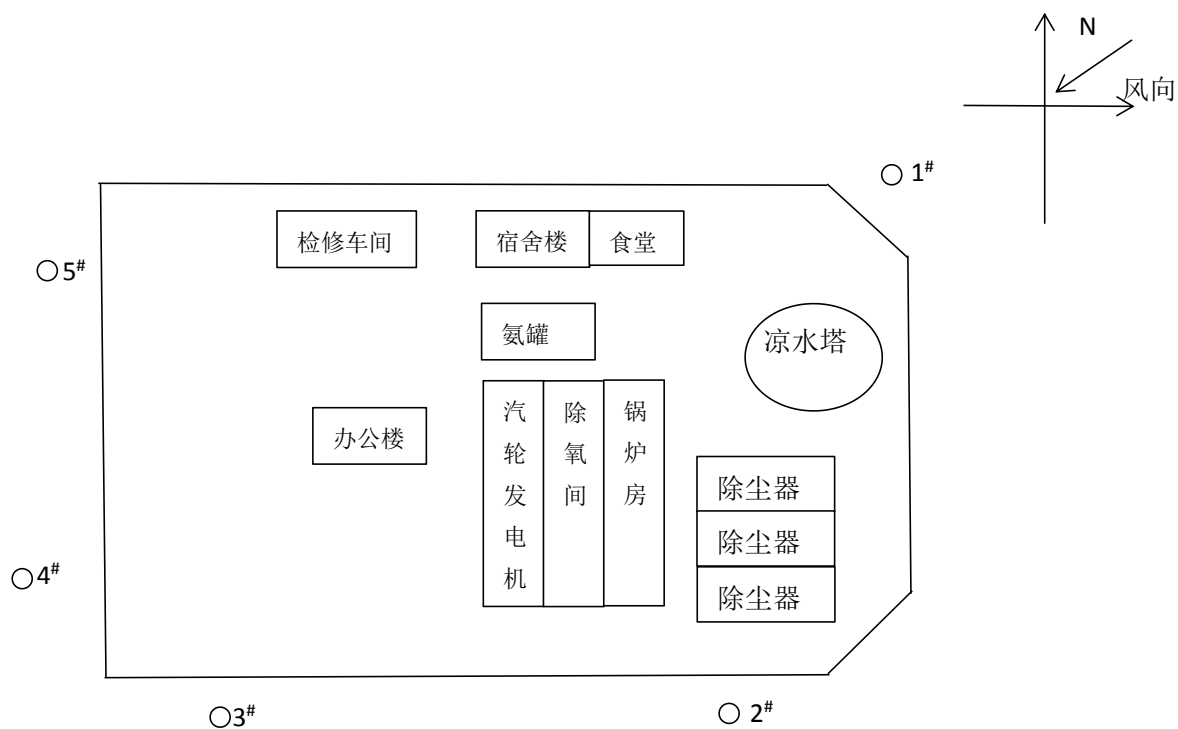 N
风向
1#
检修车间
宿舍楼
食堂
5#
氨罐
凉水塔
汽轮发电机
除氧间
锅炉房
办公楼
除尘器
除尘器
除尘器
4#
3#
2#